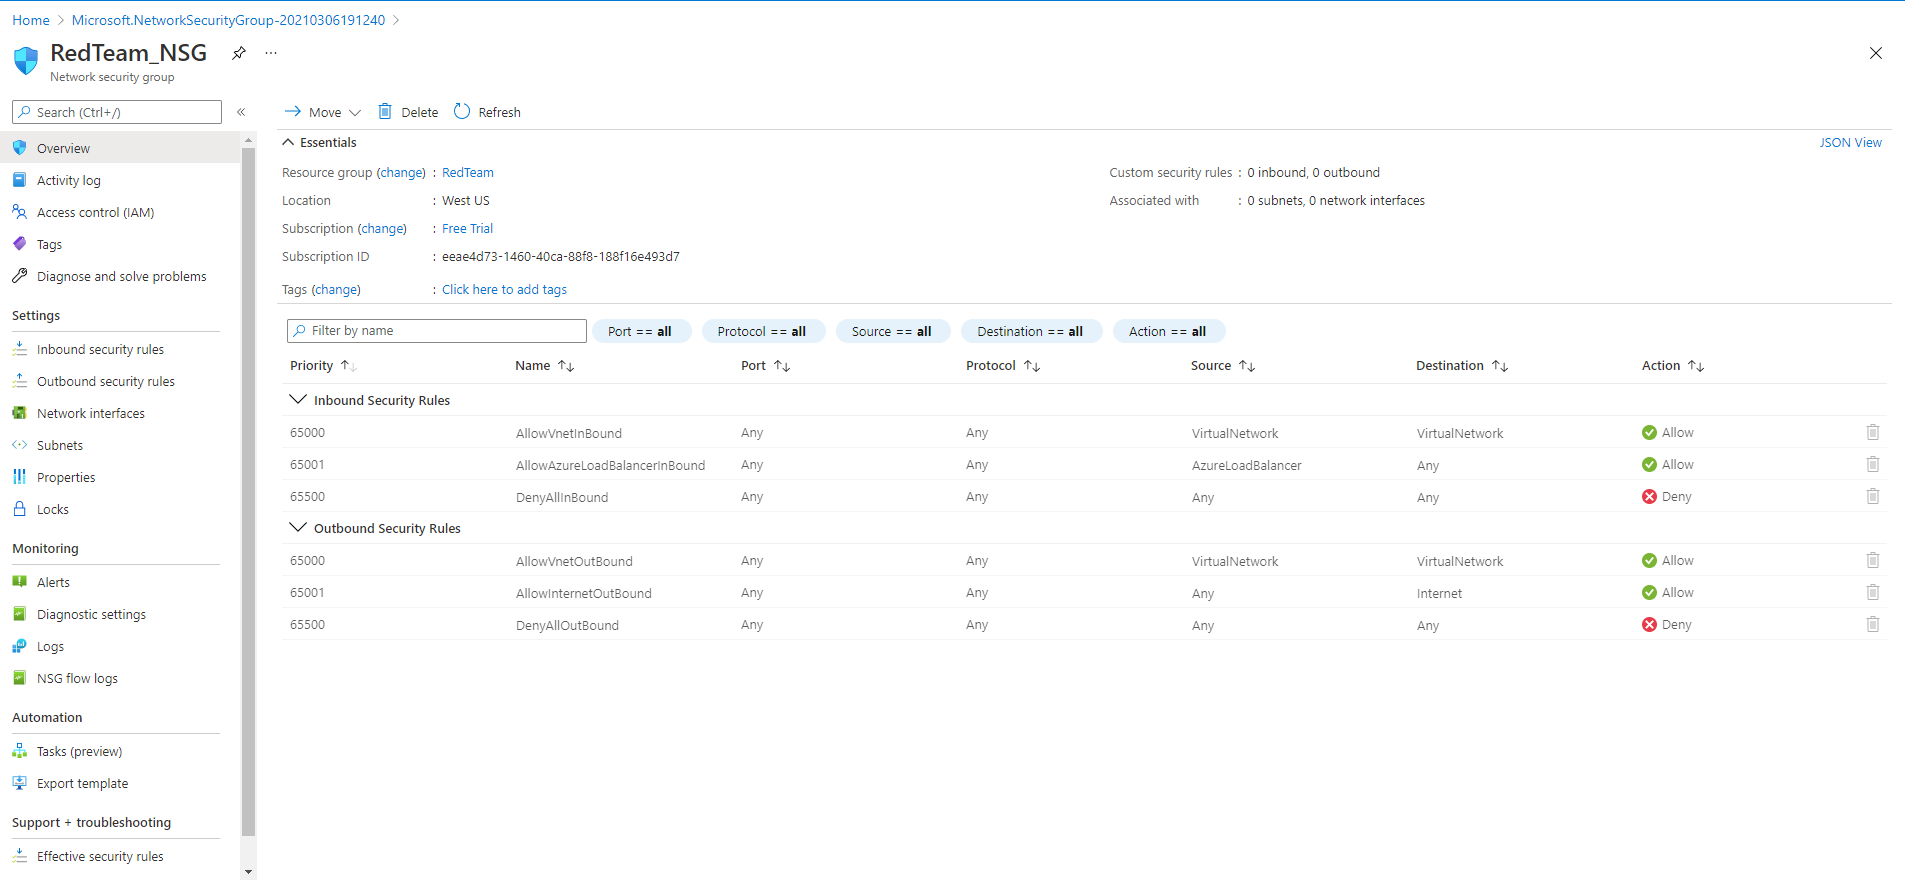 Home > Microsoft.NetworkSecurityGroup-20210306191240 >
RedTeam_NSG ...
Network security group
Search (Ctrl+/) «
Overview
Activity log
Access control (IAM)
Tags
Diagnose and solve problems
Settings
Inbound security rules
Outbound security rules
Network interfaces
Subnets
Properties
Locks
Monitoring
Alerts
Diagnostic settings
Logs
NSG flow logs
Automation
Tasks (preview)
Export template
Support + troubleshooting
Effective security rules
Move Delete Refresh
Essentials JSON View
Resource group (change) : RedTeam
Location : West US
Subscription (change) : Free Trial
Subscription ID : eeae4d73-1460-40ca-88f8-188f16e493d7
Tags (change) : Click here to add tags
Custom security rules : 0 inbound, 0 outbound
Associated with : 0 subnets, 0 network interfaces
Filter by name Port == all Protocol == all Source == all Destination == all Action == all
Priority ↑↓ Name ↑↓ Port ↑↓ Protocol ↑↓ Source ↑↓ Destination ↑↓ Action ↑↓
Inbound Security Rules
65000 AllowVnetInBound Any Any VirtualNetwork VirtualNetwork Allow
65001 AllowAzureLoadBalancerInBound Any Any AzureLoadBalancer Any Allow
65500 DenyAllInBound Any Any Any Any Deny
Outbound Security Rules
65000 AllowVnetOutBound Any Any VirtualNetwork VirtualNetwork Allow
65001 AllowInternetOutBound Any Any Any Internet Allow
65500 DenyAllOutBound Any Any Any Any Deny